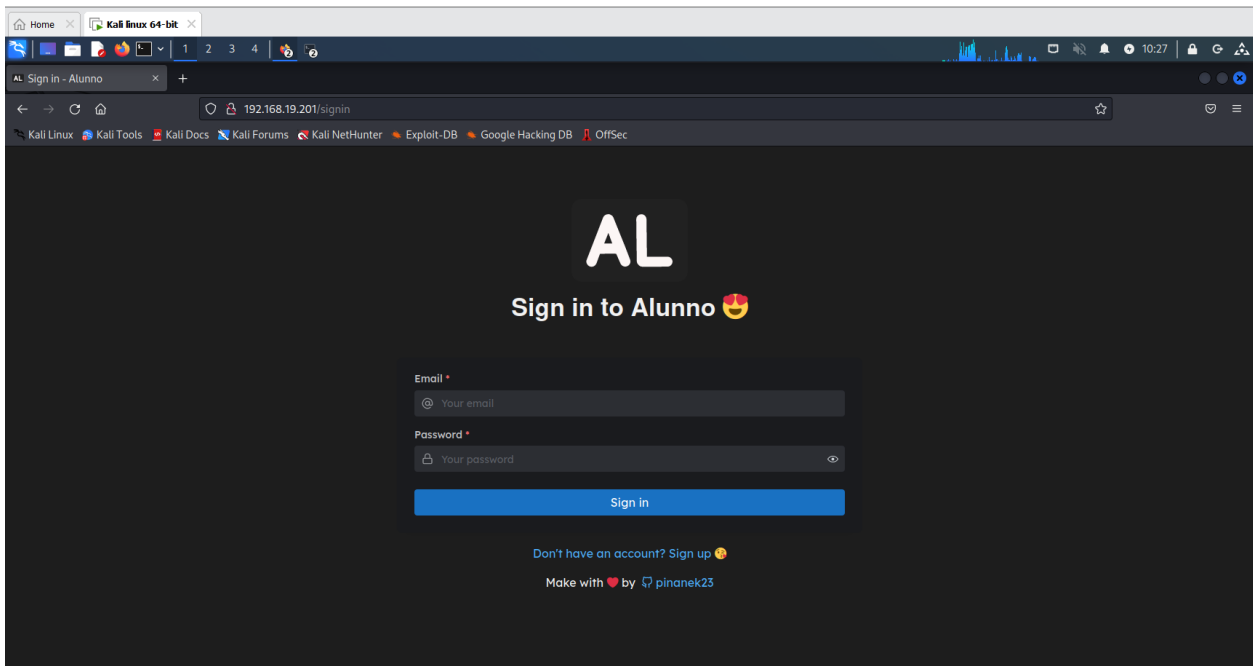 Home
Kali linux 64-bit
1 2 3 4 2 2 10:27
AL Sign in - Alunno
192.168.19.201/signin
Kali Linux Kali Tools Kali Docs Kali Forums Kali NetHunter Exploit-DB Google Hacking DB OffSec
AL
Sign in to Alunno 😍
Email *
@ Your email
Password *
Your password
Sign in
Don't have an account? Sign up 😘
Make with ❤️ by pinanek23